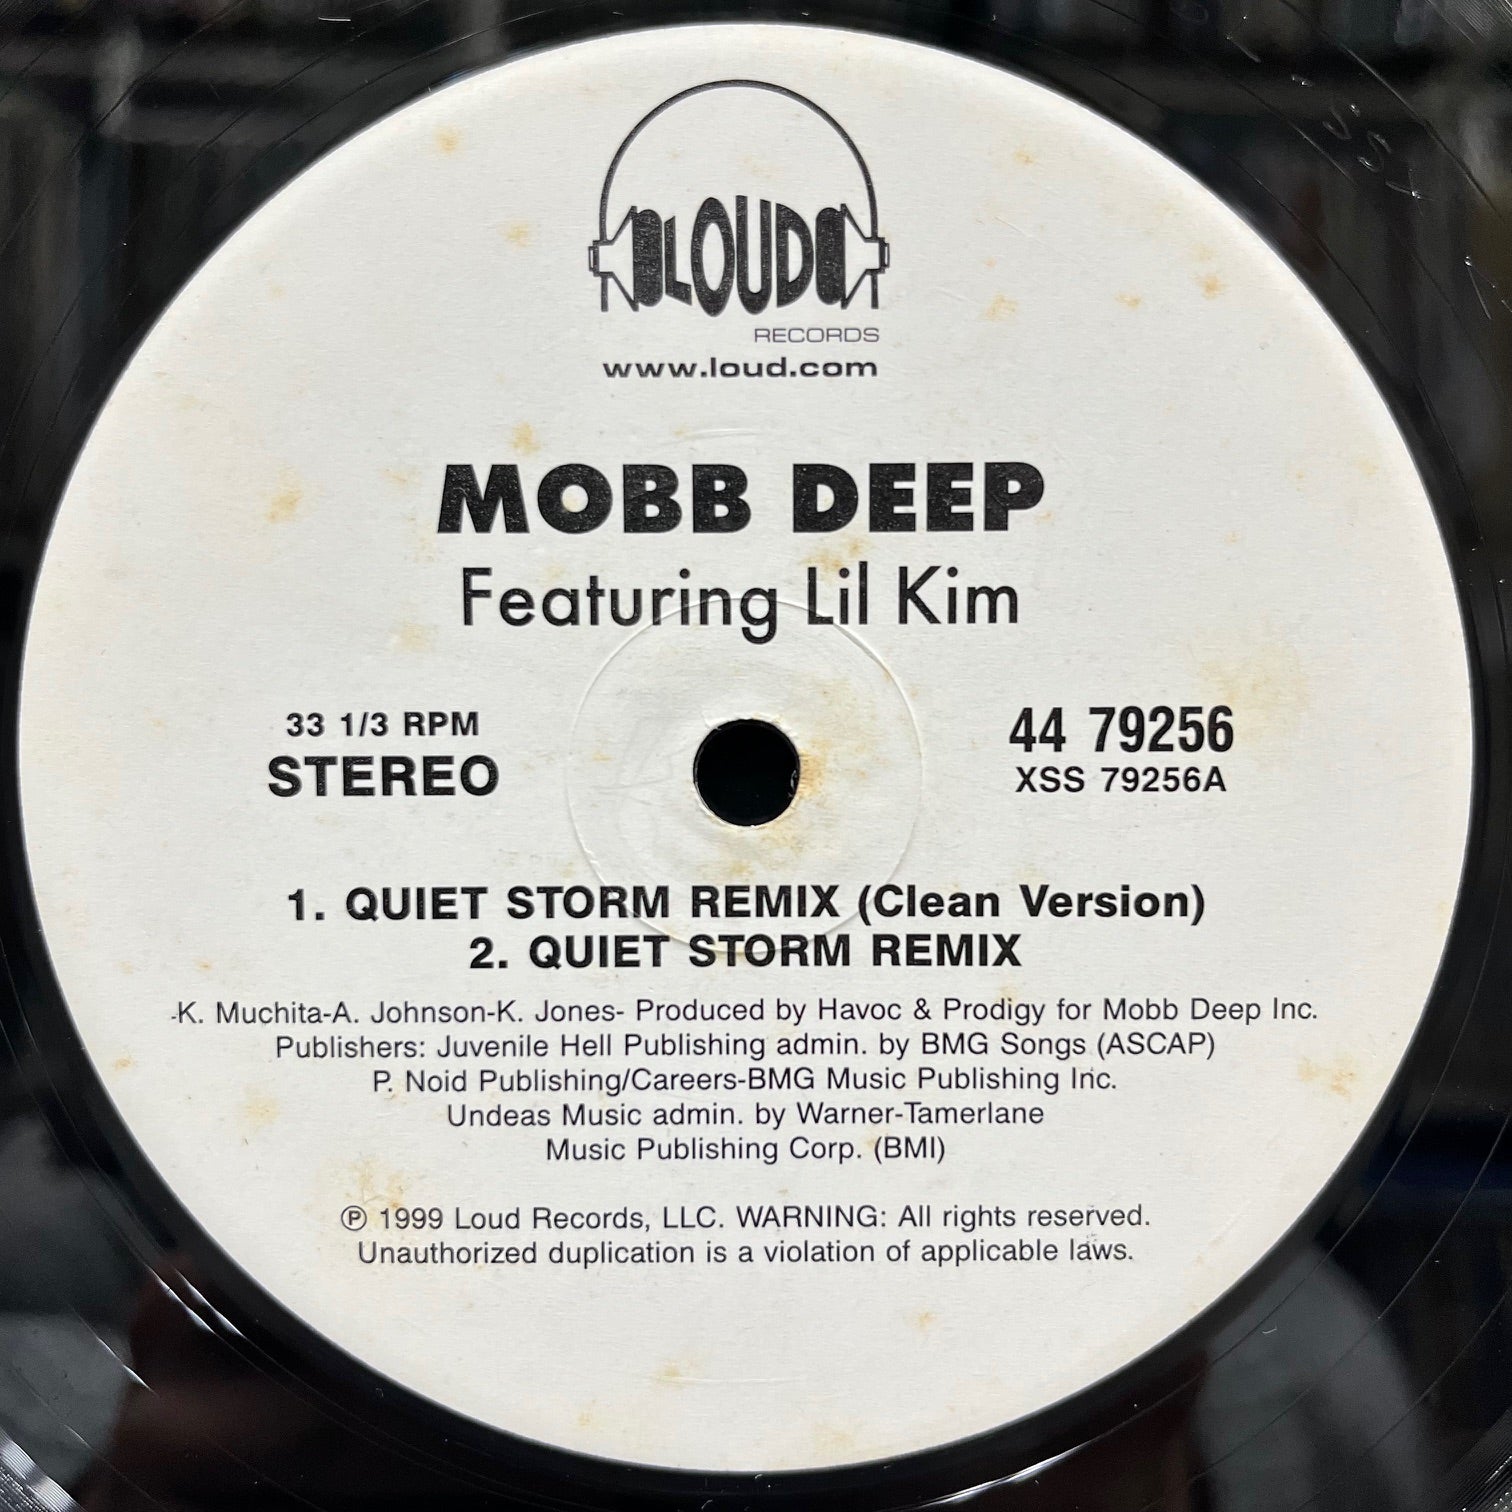 LOUD
RECORDS
www.loud.com
MOBB DEEP
Featuring Lil Kim
33 1/3 RPM
STEREO
44 79256
XSS 79256A
1. QUIET STORM REMIX (Clean Version)
2. QUIET STORM REMIX
-K. Muchita-A. Johnson-K. Jones- Produced by Havoc & Prodigy for Mobb Deep Inc.
Publishers: Juvenile Hell Publishing admin. by BMG Songs (ASCAP)
P. Noid Publishing/Careers-BMG Music Publishing Inc.
Undeas Music admin. by Warner-Tamerlane
Music Publishing Corp. (BMI)
℗ 1999 Loud Records, LLC. WARNING: All rights reserved.
Unauthorized duplication is a violation of applicable laws.